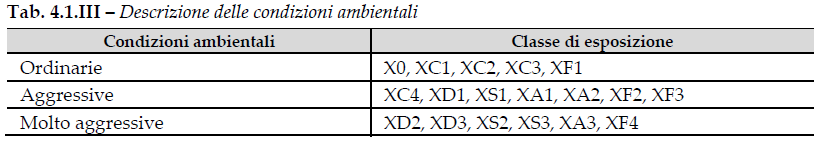 Tab. 4.1.III – Descrizione delle condizioni ambientali
Condizioni ambientali Classe di esposizione
Ordinarie X0, XC1, XC2, XC3, XF1
Aggressive XC4, XD1, XS1, XA1, XA2, XF2, XF3
Molto aggressive XD2, XD3, XS2, XS3, XA3, XF4